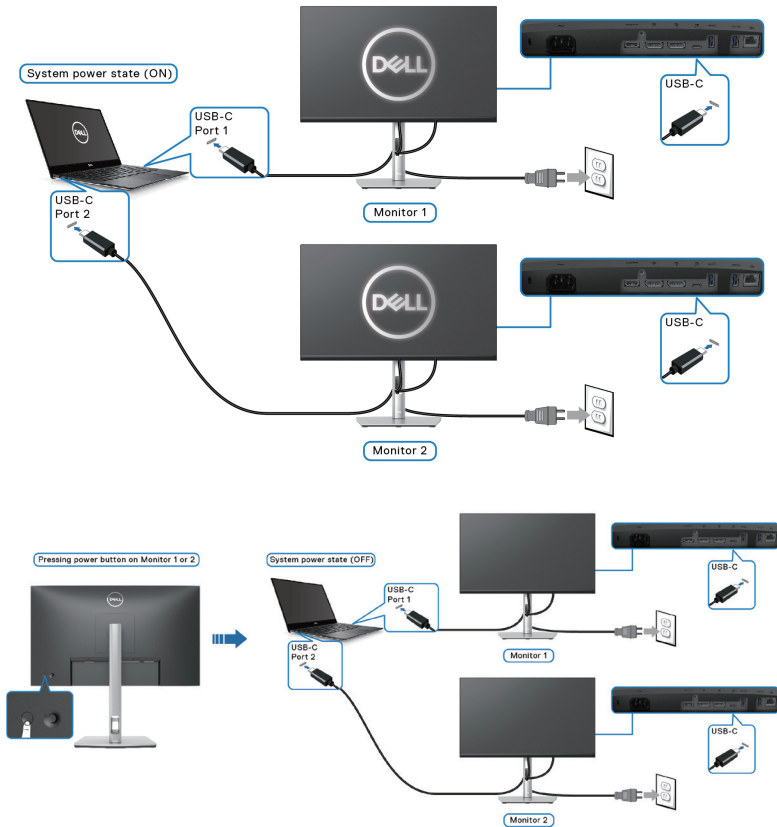 System power state (ON)
DELL
DELL
USB-C
Port 1
USB-C
Port 2
USB-C
Monitor 1
DELL
USB-C
Monitor 2
Pressing power button on Monitor 1 or 2
DELL
System power state (OFF)
USB-C
Port 1
USB-C
Port 2
USB-C
Monitor 1
USB-C
Monitor 2